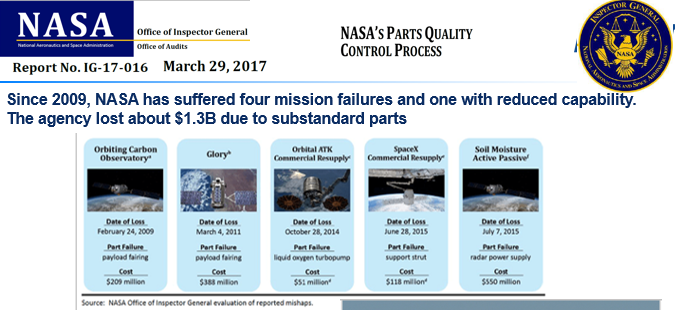 NASA
National Aeronautics and Space Administration
Office of Inspector General
Office of Audits
NASA'S PARTS QUALITY
CONTROL PROCESS
INSPECTOR GENERAL
NASA
NATIONAL AERONAUTICS AND SPACE ADMINISTRATION
Report No. IG-17-016 March 29, 2017
Since 2009, NASA has suffered four mission failures and one with reduced capability.
The agency lost about $1.3B due to substandard parts
Orbiting Carbon
Observatoryᵃ
Date of Loss
February 24, 2009
Part Failure
payload fairing
Cost
$209 million
Gloryᵇ
Date of Loss
March 4, 2011
Part Failure
payload fairing
Cost
$388 million
Orbital ATK
Commercial Resupplyᶜ
Date of Loss
October 28, 2014
Part Failure
liquid oxygen turbopump
Cost
$51 millionᵈ
SpaceX
Commercial Resupplyᵉ
Date of Loss
June 28, 2015
Part Failure
support strut
Cost
$118 millionᵈ
Soil Moisture
Active Passiveᶠ
Date of Loss
July 7, 2015
Part Failure
radar power supply
Cost
$550 million
Source: NASA Office of Inspector General evaluation of reported mishaps.